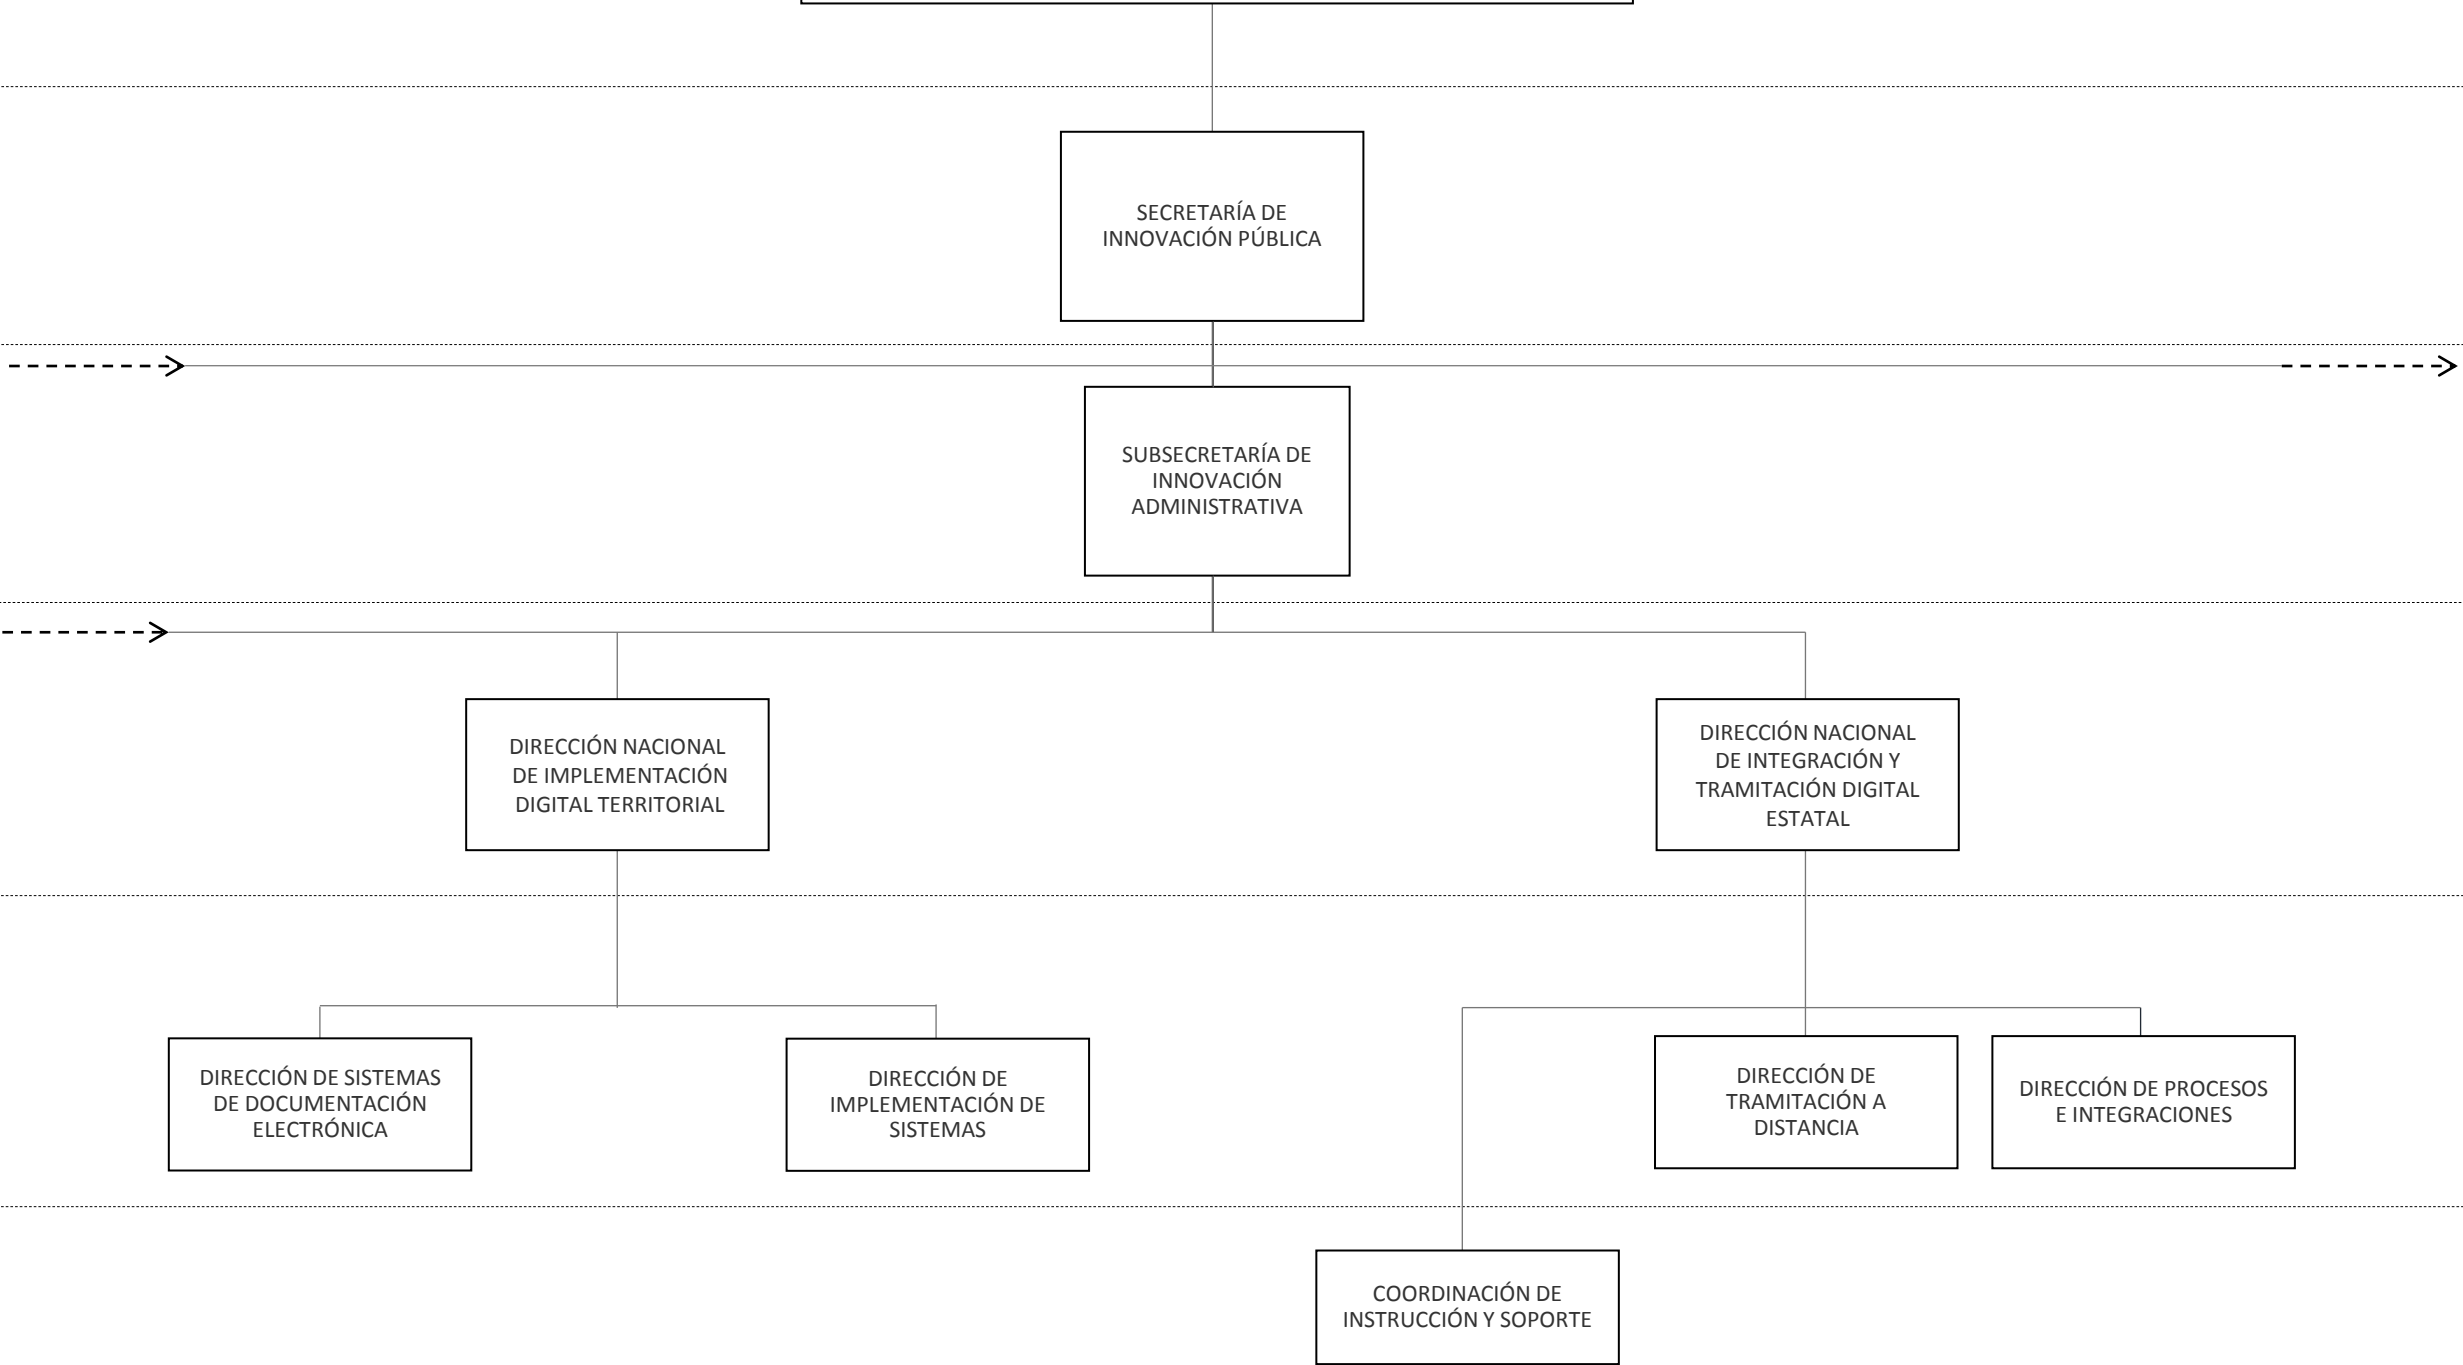 SECRETARÍA DE
INNOVACIÓN PÚBLICA
SUBSECRETARÍA DE
INNOVACIÓN
ADMINISTRATIVA
DIRECCIÓN NACIONAL
DE IMPLEMENTACIÓN
DIGITAL TERRITORIAL
DIRECCIÓN NACIONAL
DE INTEGRACIÓN Y
TRAMITACIÓN DIGITAL
ESTATAL
DIRECCIÓN DE SISTEMAS
DE DOCUMENTACIÓN
ELECTRÓNICA
DIRECCIÓN DE
IMPLEMENTACIÓN DE
SISTEMAS
DIRECCIÓN DE
TRAMITACIÓN A
DISTANCIA
DIRECCIÓN DE PROCESOS
E INTEGRACIONES
COORDINACIÓN DE
INSTRUCCIÓN Y SOPORTE